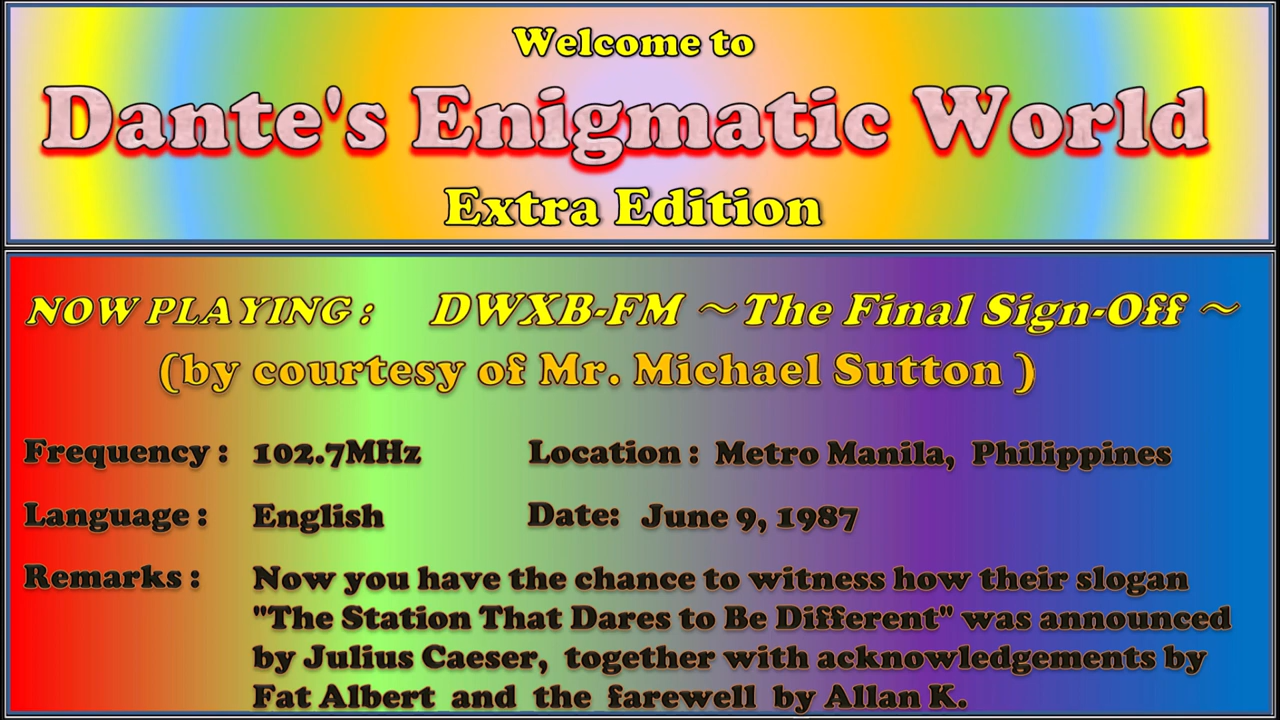 Welcome to
Dante's Enigmatic World
Extra Edition
NOW PLAYING : DWXB-FM ~The Final Sign-Off ~
(by courtesy of Mr. Michael Sutton )
Frequency : 102.7MHz Location : Metro Manila, Philippines
Language : English Date: June 9, 1987
Remarks : Now you have the chance to witness how their slogan
"The Station That Dares to Be Different" was announced
by Julius Caeser, together with acknowledgements by
Fat Albert and the farewell by Allan K.